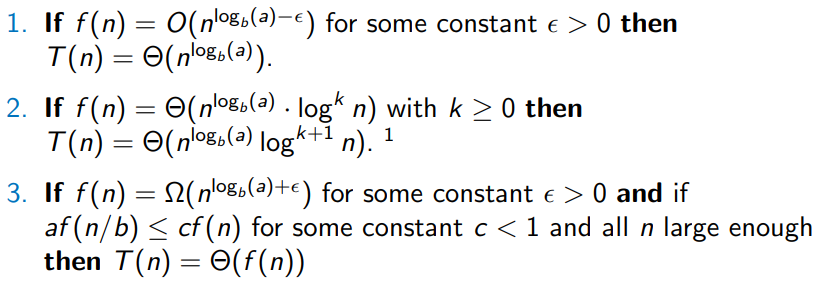 1. If f(n) = O(n^{log_b(a)−ϵ}) for some constant ϵ > 0 then
T(n) = Θ(n^{log_b(a)}).
2. If f(n) = Θ(n^{log_b(a)} · log^k n) with k ≥ 0 then
T(n) = Θ(n^{log_b(a)} log^{k+1} n). ^1
3. If f(n) = Ω(n^{log_b(a)+ϵ}) for some constant ϵ > 0 and if
af(n/b) ≤ cf(n) for some constant c < 1 and all n large enough
then T(n) = Θ(f(n))